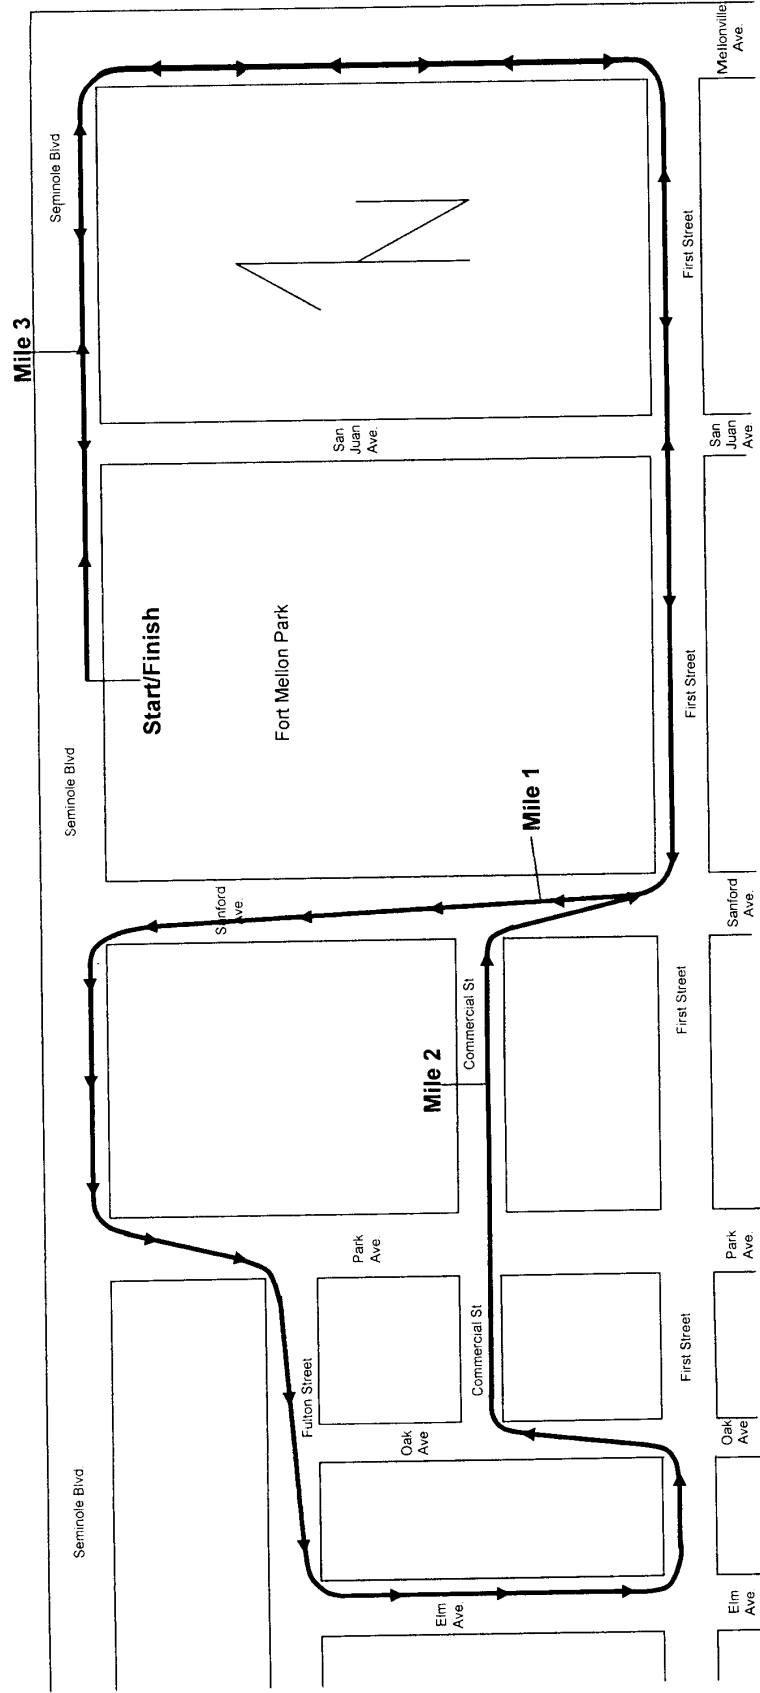 Mile 3
Seminole Blvd
Seminole Blvd
Seminole Blvd
Start/Finish
Fort Mellon Park
Mile 1
Mile 2
San
Juan
Ave.
Sanford
Ave.
Commercial St
Commercial St
Park
Ave
Oak
Ave
Fulton Street
Elm
Ave.
First Street
First Street
First Street
First Street
Mellonville
Ave.
San
Juan
Ave
Sanford
Ave.
Park
Ave.
Oak
Ave
Elm
Ave